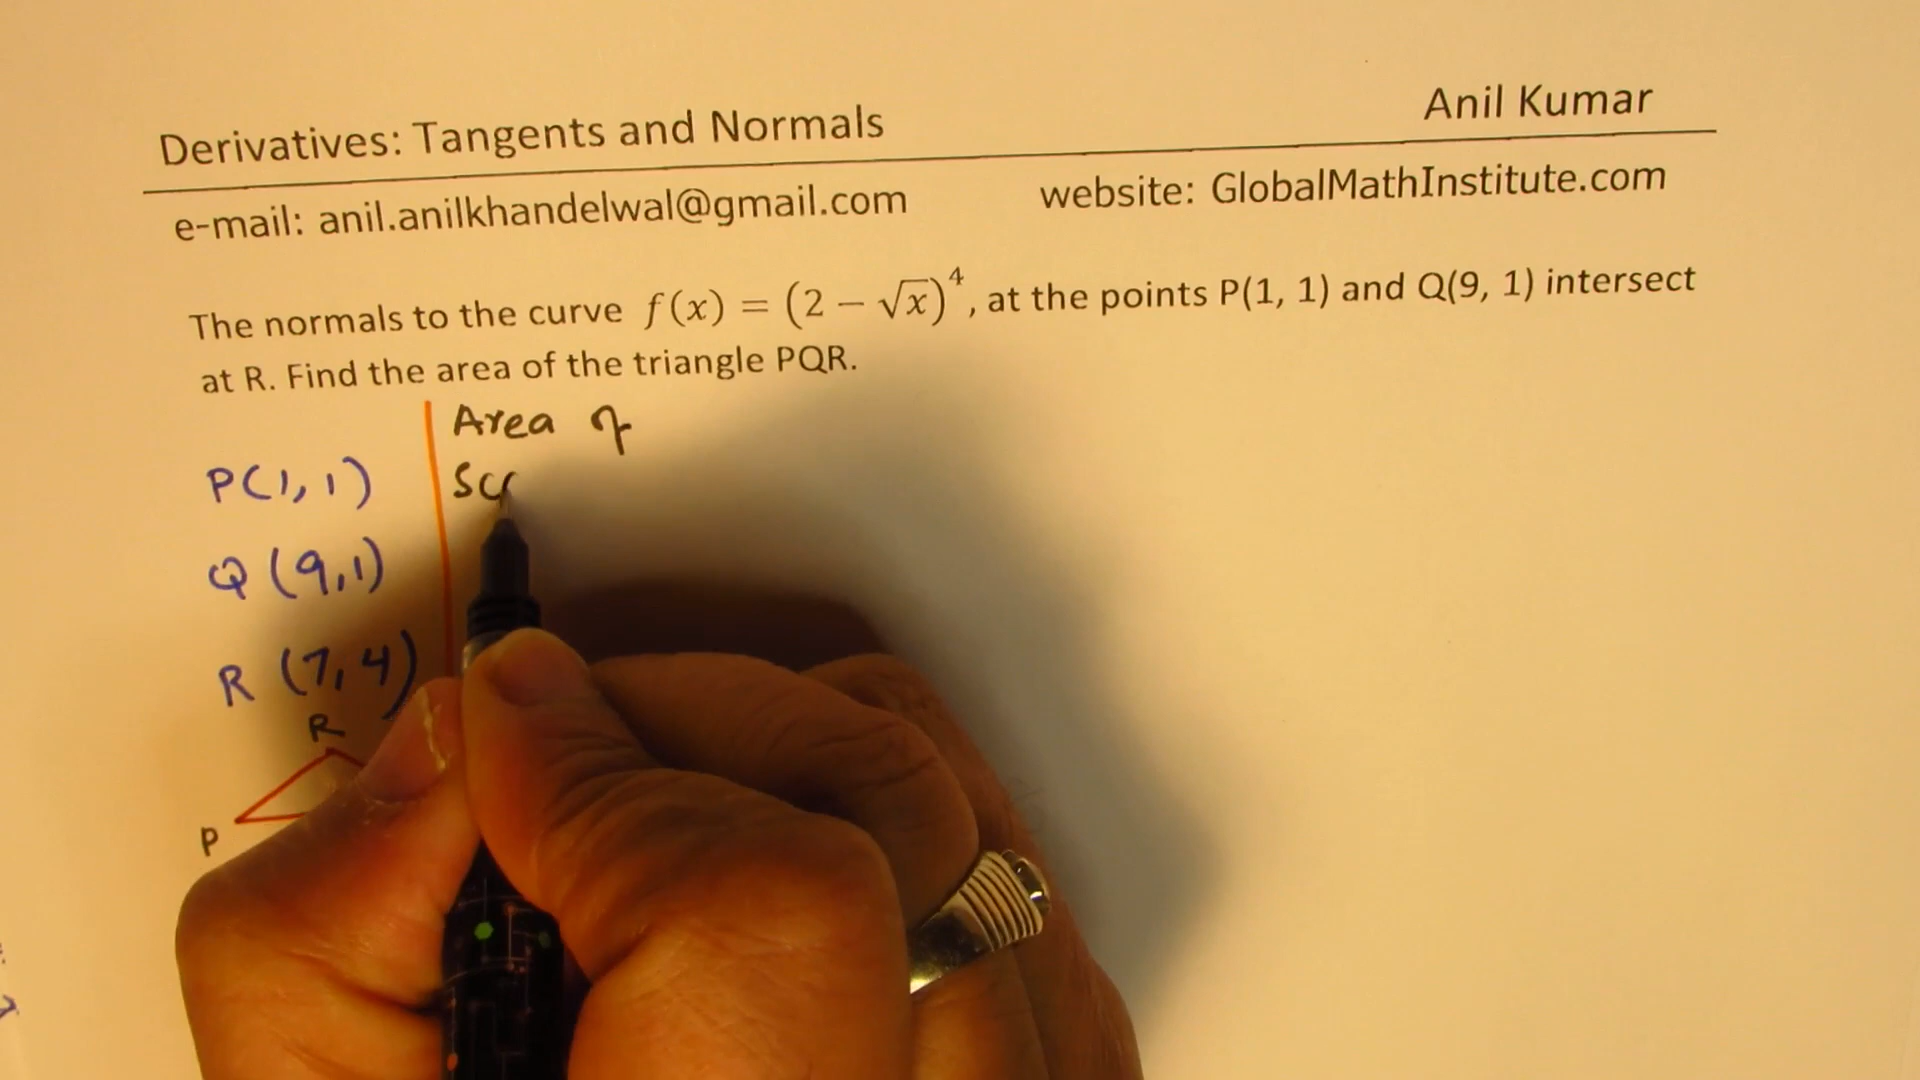 Derivatives: Tangents and Normals Anil Kumar
e-mail: anil.anilkhandelwal@gmail.com website: GlobalMathInstitute.com
The normals to the curve f(x) = (2 − √x)⁴, at the points P(1, 1) and Q(9, 1) intersect
at R. Find the area of the triangle PQR.
Area of
P(1, 1)
Q (9,1)
R (7, 4)
R
P